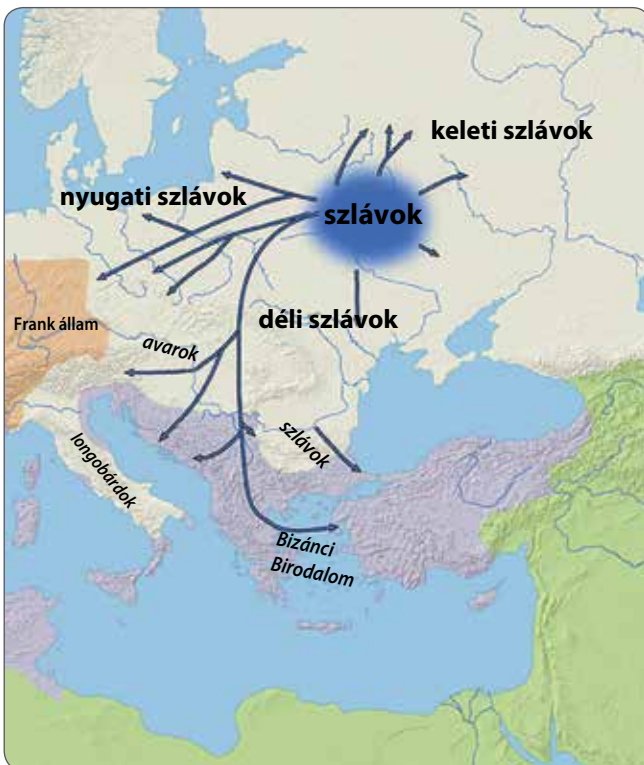 keleti szlávok
nyugati szlávok
szlávok
Frank állam
déli szlávok
avarok
szlávok
longobárdok
Bizánci
Birodalom